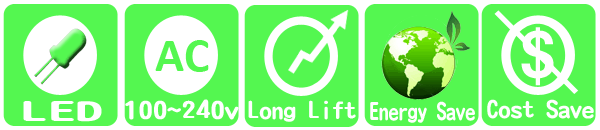 AC
$
LED
100~240v
Long Lift
Energy Save
Cost Save